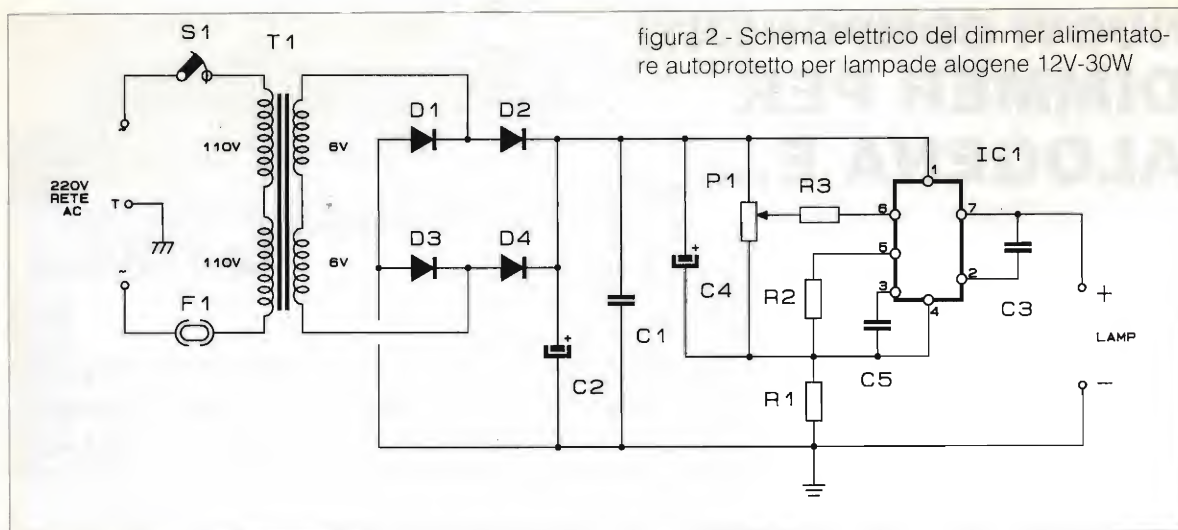 figura 2 - Schema elettrico del dimmer alimentato-
re autoprotetto per lampade alogene 12V-30W
S1
T1
110V
6V
220V
RETE
AC
T
~
~
110V
6V
F1
D1
D2
D3
D4
C2
+
C1
C4
+
P1
R3
R2
R1
C5
IC1
1
6
7
5
3
2
4
C3
+
LAMP
-